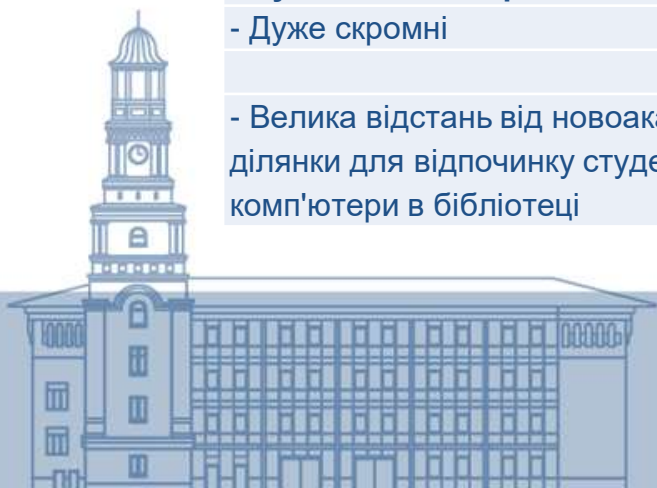 - Дуже скромні
- Велика відстань від
ділянки для відпочинку
комп'ютери в бібліотеці